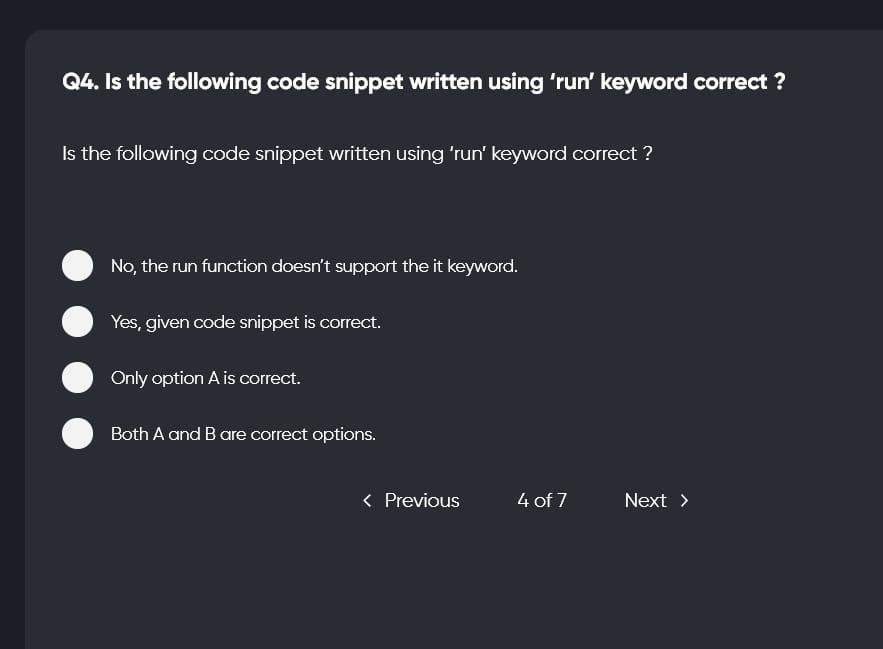 Q4. Is the following code snippet written using ‘run’ keyword correct ?
Is the following code snippet written using ‘run’ keyword correct ?
No, the run function doesn’t support the it keyword.
Yes, given code snippet is correct.
Only option A is correct.
Both A and B are correct options.
< Previous 4 of 7 Next >